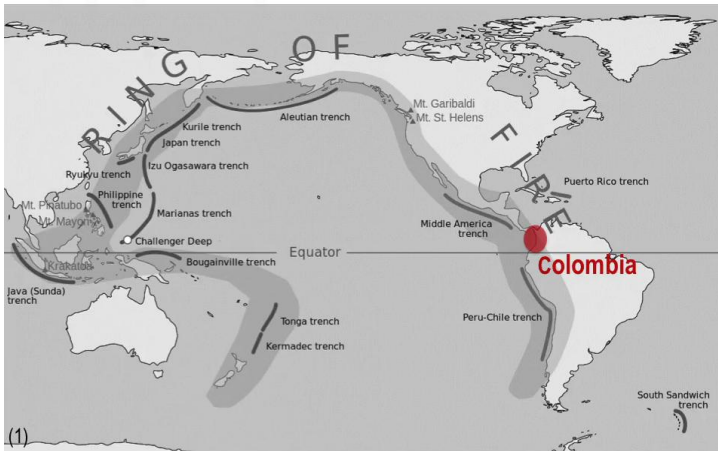 RING OF FIRE
Mt. Garibaldi
Mt. St. Helens
Aleutian trench
Kurile trench
Japan trench
Izu Ogasawara trench
Ryukyu trench
Philippine
trench
Mt. Pinatubo
Mt. Mayon
Marianas trench
Challenger Deep
Puerto Rico trench
Middle America
trench
Equator
Bougainville trench
Krakatoa
Colombia
Java (Sunda)
trench
Tonga trench
Kermadec trench
Peru-Chile trench
South Sandwich
trench
(1)